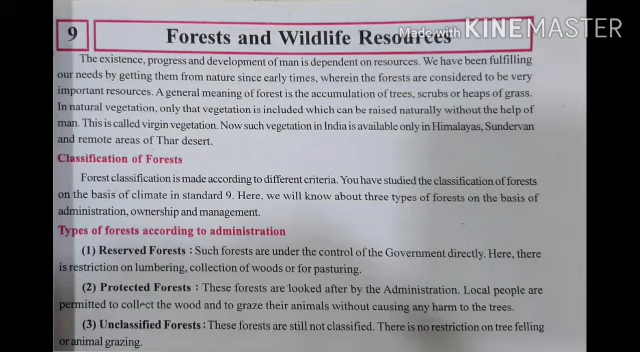 Made with KINEMASTER
9
Forests and Wildlife Resources
The existence, progress and development of man is dependent on resources. We have been fulfilling
our needs by getting them from nature since early times, wherein the forests are considered to be very
important resources. A general meaning of forest is the accumulation of trees, scrubs or heaps of grass.
In natural vegetation, only that vegetation is included which can be raised naturally without the help of
man. This is called virgin vegetation. Now such vegetation in India is available only in Himalayas, Sundervan
and remote areas of Thar desert.
Classification of Forests
Forest classification is made according to different criteria. You have studied the classification of forests
on the basis of climate in standard 9. Here, we will know about three types of forests on the basis of
administration, ownership and management.
Types of forests according to administration
(1) Reserved Forests : Such forests are under the control of the Government directly. Here, there
is restriction on lumbering, collection of woods or for pasturing.
(2) Protected Forests : These forests are looked after by the Administration. Local people are
permitted to collect the wood and to graze their animals without causing any harm to the trees.
(3) Unclassified Forests : These forests are still not classified. There is no restriction on tree felling
or animal grazing.